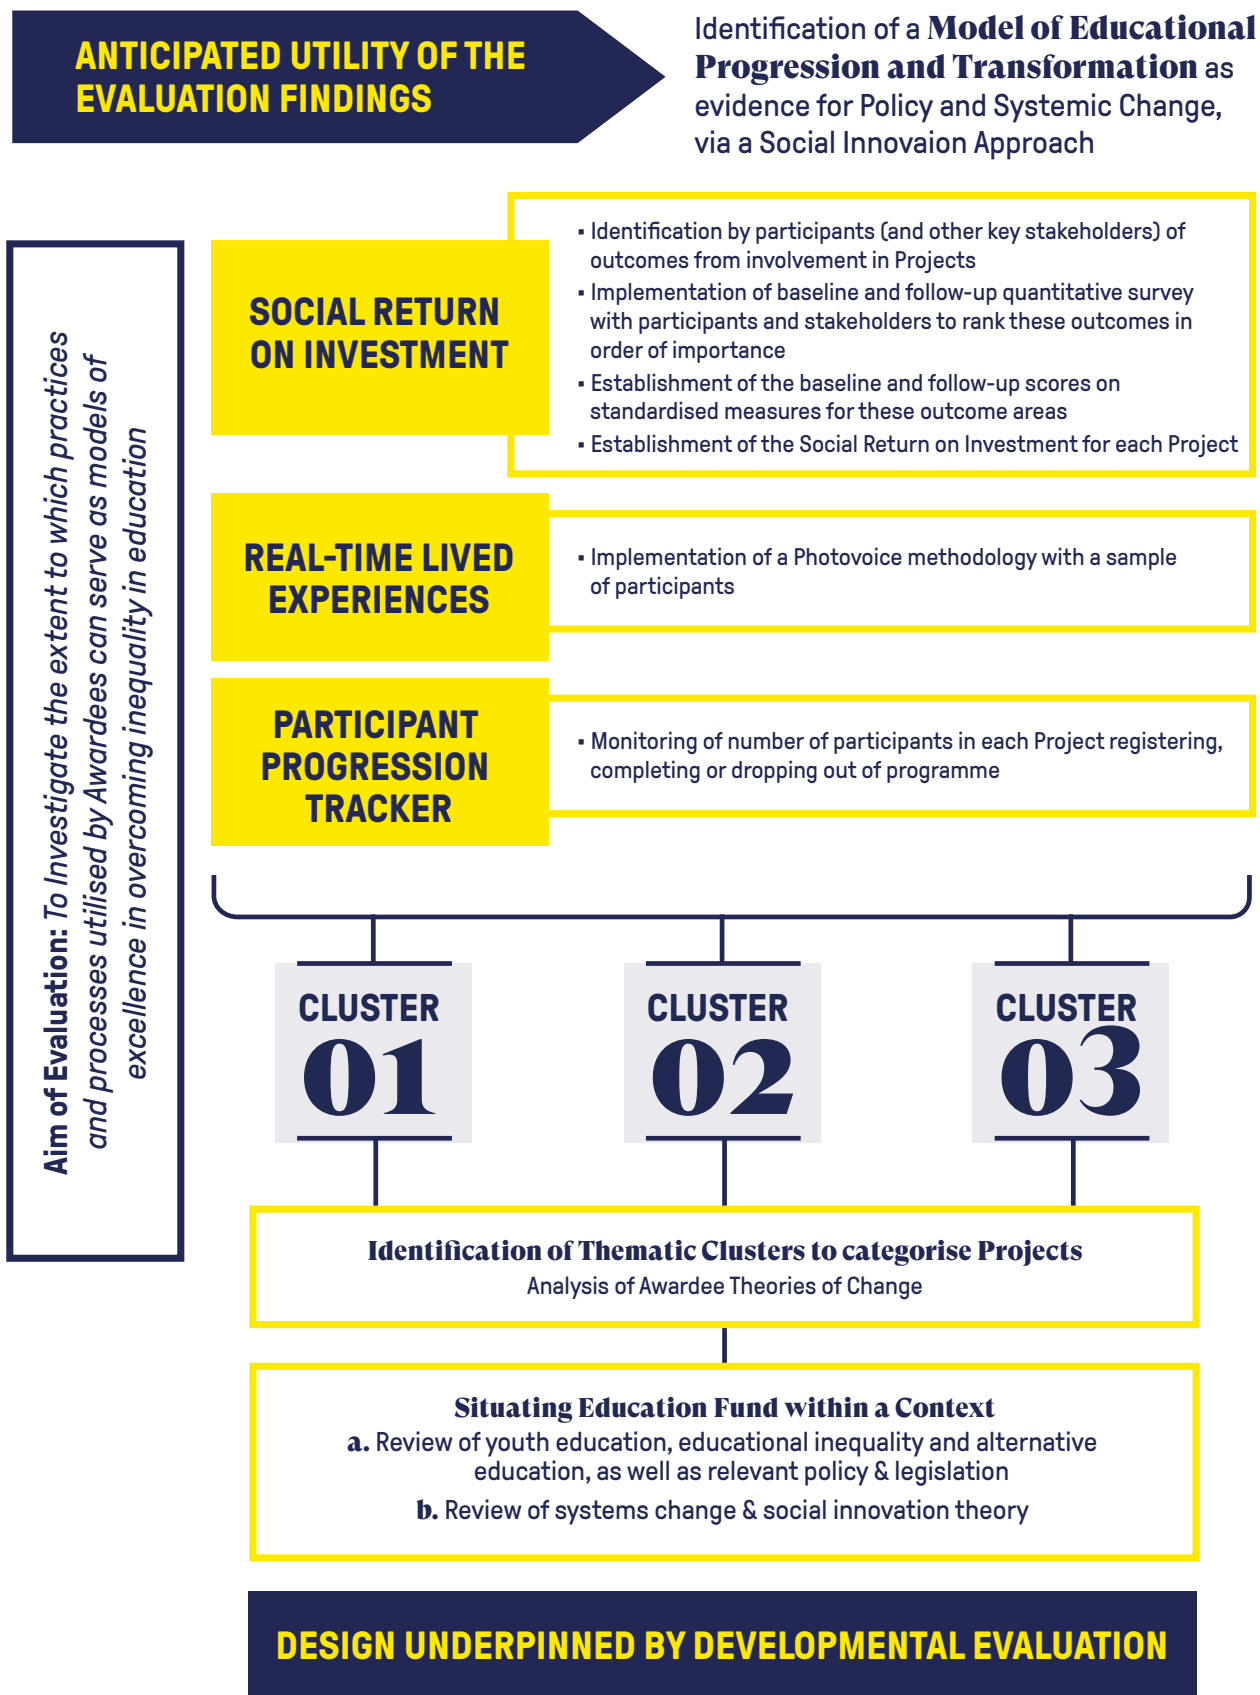 ANTICIPATED UTILITY OF THE
EVALUATION FINDINGS
Identification of a Model of Educational
Progression and Transformation as
evidence for Policy and Systemic Change,
via a Social Innovaion Approach
Aim of Evaluation: To Investigate the extent to which practices
and processes utilised by Awardees can serve as models of
excellence in overcoming inequality in education
SOCIAL RETURN
ON INVESTMENT
▪ Identification by participants (and other key stakeholders) of
outcomes from involvement in Projects
▪ Implementation of baseline and follow-up quantitative survey
with participants and stakeholders to rank these outcomes in
order of importance
▪ Establishment of the baseline and follow-up scores on
standardised measures for these outcome areas
▪ Establishment of the Social Return on Investment for each Project
REAL-TIME LIVED
EXPERIENCES
▪ Implementation of a Photovoice methodology with a sample
of participants
PARTICIPANT
PROGRESSION
TRACKER
▪ Monitoring of number of participants in each Project registering,
completing or dropping out of programme
CLUSTER
01
CLUSTER
02
CLUSTER
03
Identification of Thematic Clusters to categorise Projects
Analysis of Awardee Theories of Change
Situating Education Fund within a Context
a. Review of youth education, educational inequality and alternative
education, as well as relevant policy & legislation
b. Review of systems change & social innovation theory
DESIGN UNDERPINNED BY DEVELOPMENTAL EVALUATION